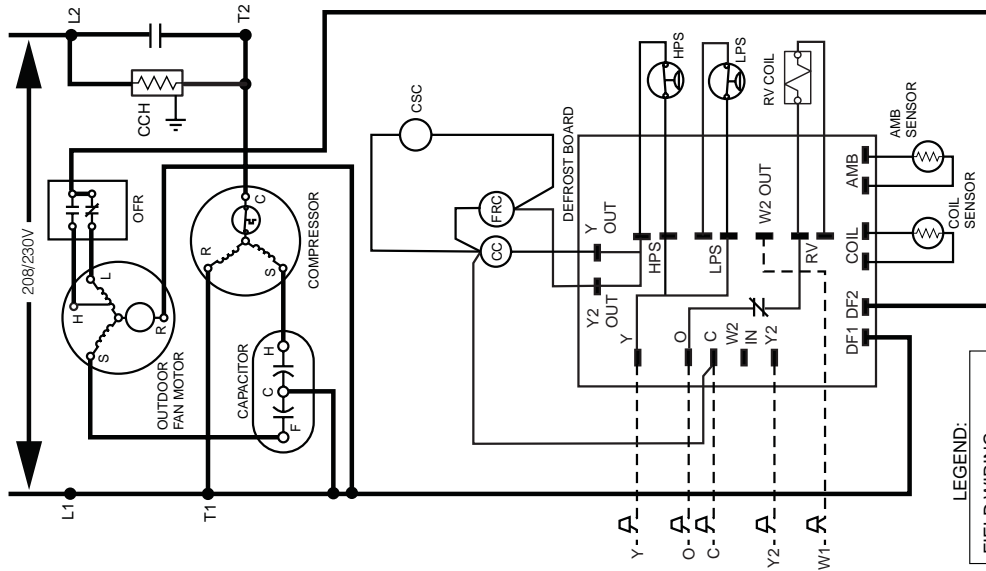 L2
T2
CCH
208/230V
OFR
H
L
S
R
OUTDOOR
FAN MOTOR
C
R
S
COMPRESSOR
CAPACITOR
H
C
F
L1
T1
CSC
FRC
CC
DEFROST BOARD
HPS
LPS
RV COIL
AMB
SENSOR
COIL
SENSOR
Y
OUT
Y2
OUT
HPS
LPS
W2 OUT
RV
AMB
COIL
DF2
DF1
Y
O
C
W2
IN
Y2
Y
O
C
Y2
W1
LEGEND: